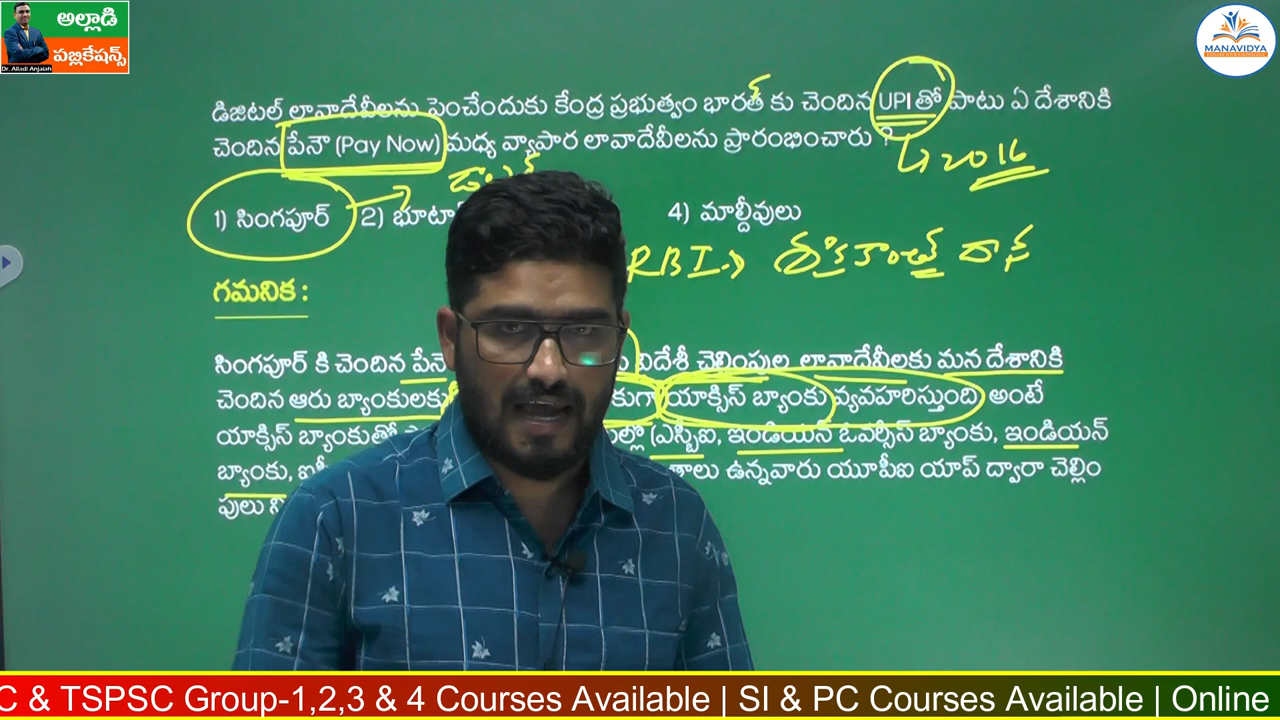 అల్లాడి
పబ్లికేషన్స్
Dr. Alladi Anjaiah
MANAVIDYA
డిజిటల్ లావాదేవీలను పెంచేందుకు కేంద్ర ప్రభుత్వం భారత్ కు చెందిన UPI తో పాటు ఏ దేశానికి
చెందిన పేనౌ (Pay Now) మధ్య వ్యాపార లావాదేవీలను ప్రారంభించారు ?
2016
1) సింగపూర్ 2) 4) మాల్దీవులు
RBI శక్తికాంత్ దాస్
గమనిక :
సింగపూర్ కి చెందిన విదేశీ చెల్లింపుల లావాదేవీలకు మన దేశానికి
చెందిన ఆరు బ్యాంకులకు యాక్సిస్ బ్యాంకు వ్యవహరిస్తుంది అంటే
యాక్సిస్ బ్యాంకుతో (ఎస్బిఐ, ఇండియన్ ఓవర్సీస్ బ్యాంకు, ఇండియన్
బ్యాంకు, ఉన్నవారు యూపీఐ యాప్ ద్వారా చెల్లిం
పులు
C & TSPSC Group-1,2,3 & 4 Courses Available | SI & PC Courses Available | Online